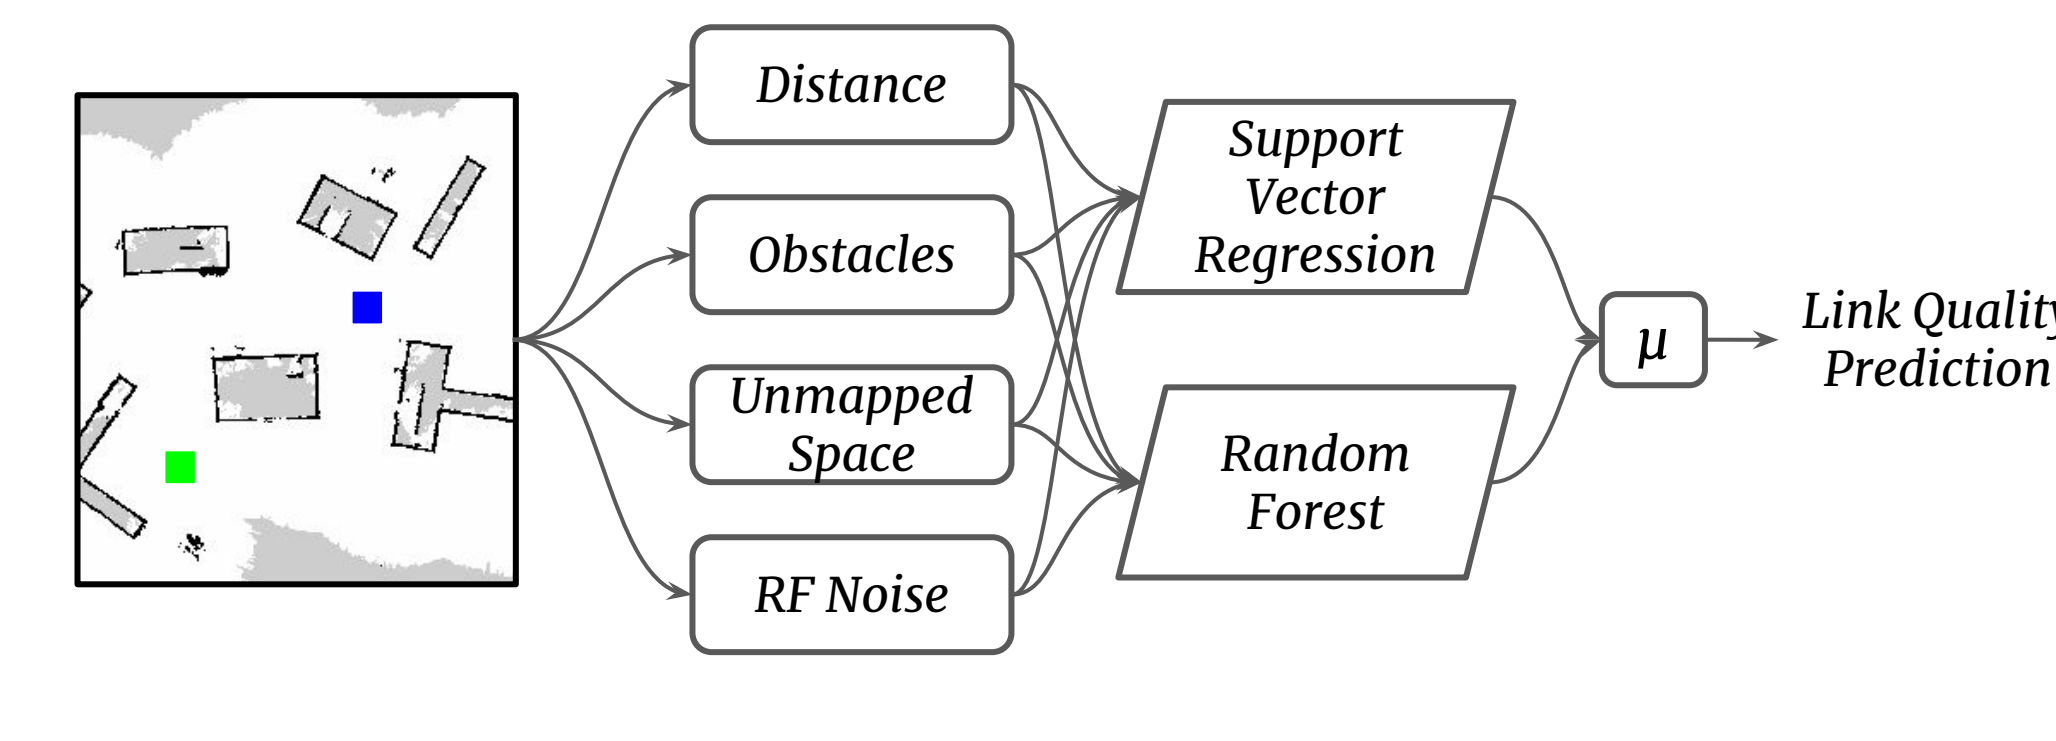 Distance
Obstacles
Unmapped
Space
RF Noise
Support
Vector
Regression
Random
Forest
μ
Link Quality
Prediction